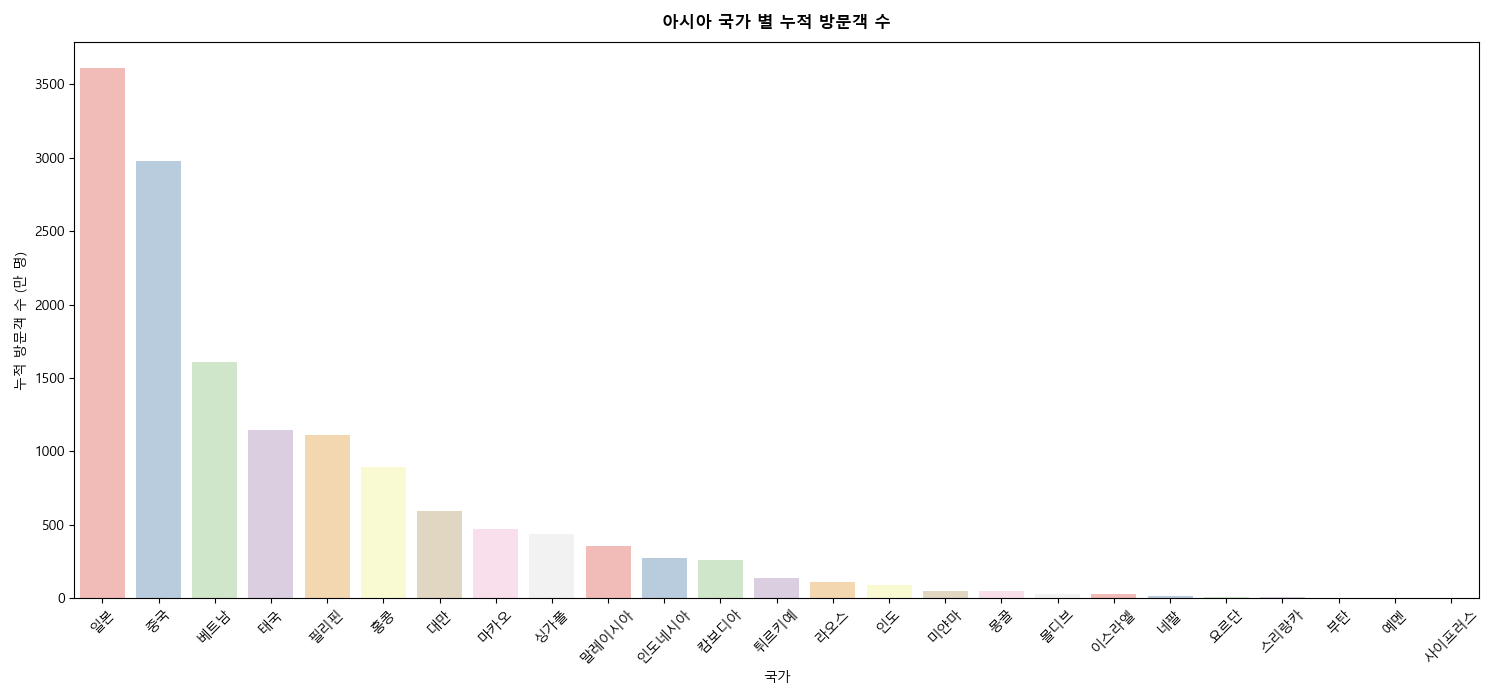 아시아 국가 별 누적 방문객 수
누적 방문객 수 (만 명)
3500
3000
2500
2000
1500
1000
500
0
일본
중국
베트남
태국
필리핀
홍콩
대만
마카오
싱가폴
말레이시아
인도네시아
캄보디아
튀르키예
라오스
인도
미얀마
몽골
몰디브
이스라엘
네팔
요르단
스리랑카
부탄
예멘
사이프러스
국가